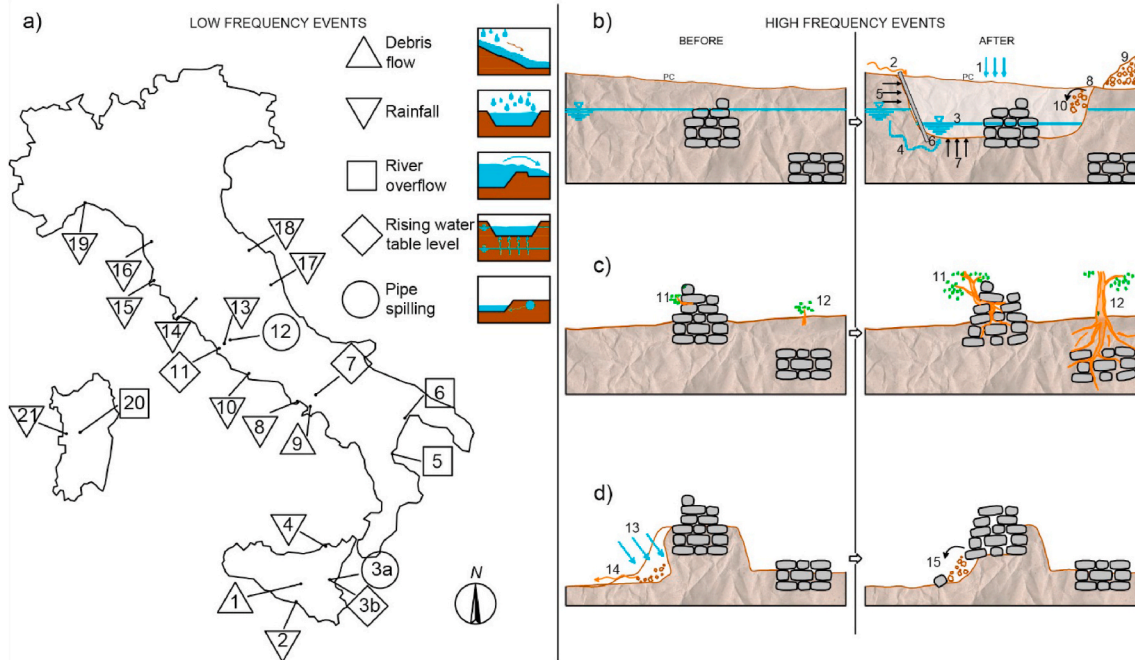 a)
LOW FREQUENCY EVENTS
Debris
flow
Rainfall
River
overflow
Rising water
table level
Pipe
spilling
19
16
15
14
13
12
11
18
17
10
8
9
7
6
5
21
20
4
3a
3b
1
2
N
HIGH FREQUENCY EVENTS
b)
BEFORE
AFTER
PC
2
1
PC
9
8
5
10
3
6
4
7
c)
11
12
11
12
d)
13
14
15